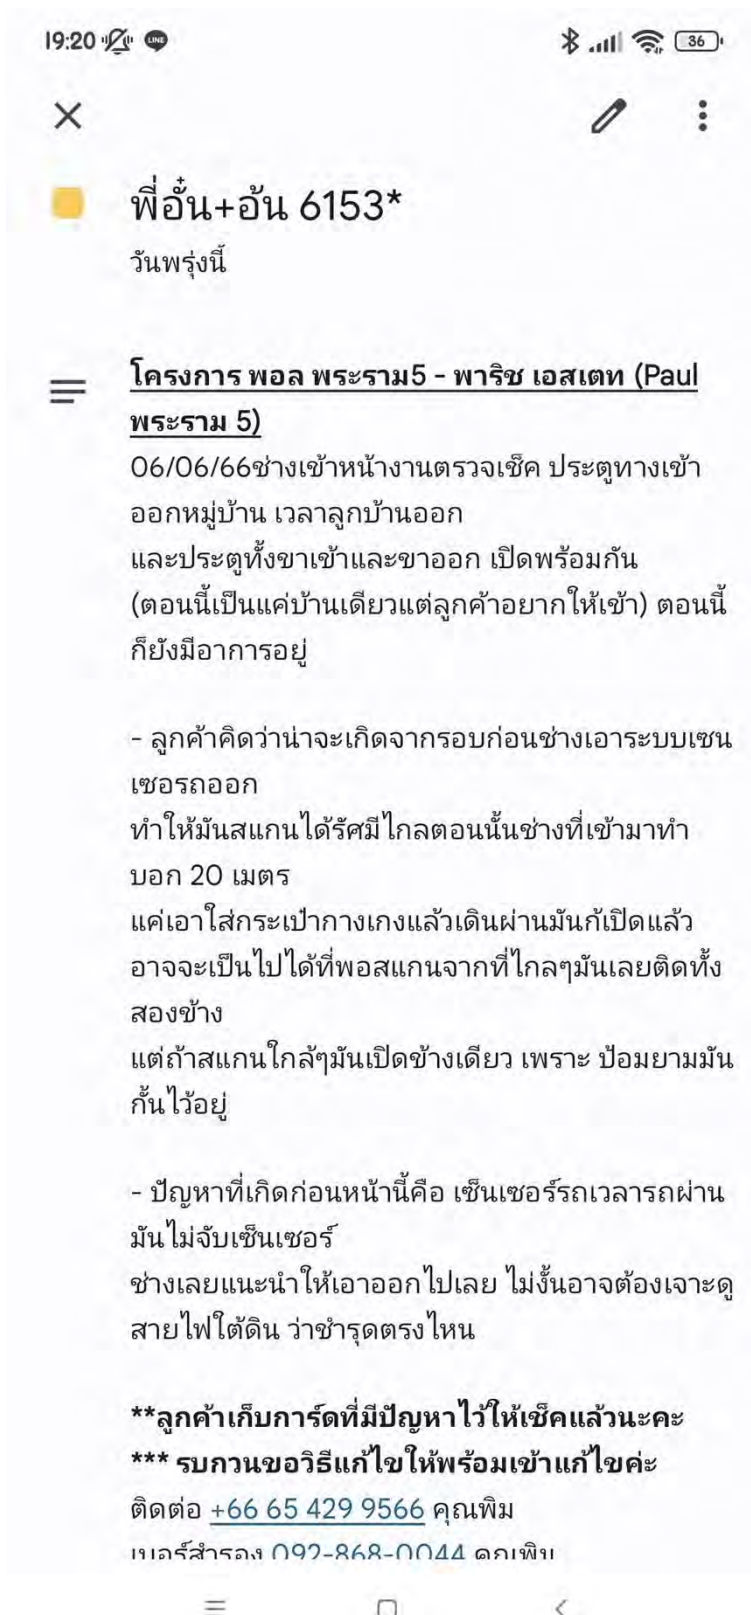 19:20 LINE 36
พี่อั๋น+อ้น 6153*
วันพรุ่งนี้
โครงการ พอล พระราม5 - พาริช เอสเตท (Paul
พระราม 5)
06/06/66ช่างเข้าหน้างานตรวจเช็ค ประตูทางเข้า
ออกหมู่บ้าน เวลาลูกบ้านออก
และประตูทั้งขาเข้าและขาออก เปิดพร้อมกัน
(ตอนนี้เป็นแค่บ้านเดียวแต่ลูกค้าอยากให้เข้า) ตอนนี้
ก็ยังมีอาการอยู่
- ลูกค้าคิดว่าน่าจะเกิดจากรอบก่อนช่างเอาระบบเซน
เซอรถออก
ทำให้มันสแกนได้รัศมีไกลตอนนั้นช่างที่เข้ามาทำ
บอก 20 เมตร
แค่เอาใส่กระเป๋ากางเกงแล้วเดินผ่านมันก้เปิดแล้ว
อาจจะเป็นไปได้ที่พอสแกนจากที่ไกลๆมันเลยติดทั้ง
สองข้าง
แต่ถ้าสแกนใกล้ๆมันเปิดข้างเดียว เพราะ ป้อมยามมัน
กั้นไว้อยู่
- ปัญหาที่เกิดก่อนหน้านี้คือ เซ็นเซอร์รถเวลารถผ่าน
มันไม่จับเซ็นเซอร์
ช่างเลยแนะนำให้เอาออกไปเลย ไม่งั้นอาจต้องเจาะดู
สายไฟใต้ดิน ว่าชำรุดตรงไหน
**ลูกค้าเก็บการ์ดที่มีปัญหาไว้ให้เช็คแล้วนะคะ
*** รบกวนขอวิธีแก้ไขให้พร้อมเข้าแก้ไขค่ะ
ติดต่อ +66 65 429 9566 คุณพิม
เบอร์สำรอง 092-868-0044 คุณพิม